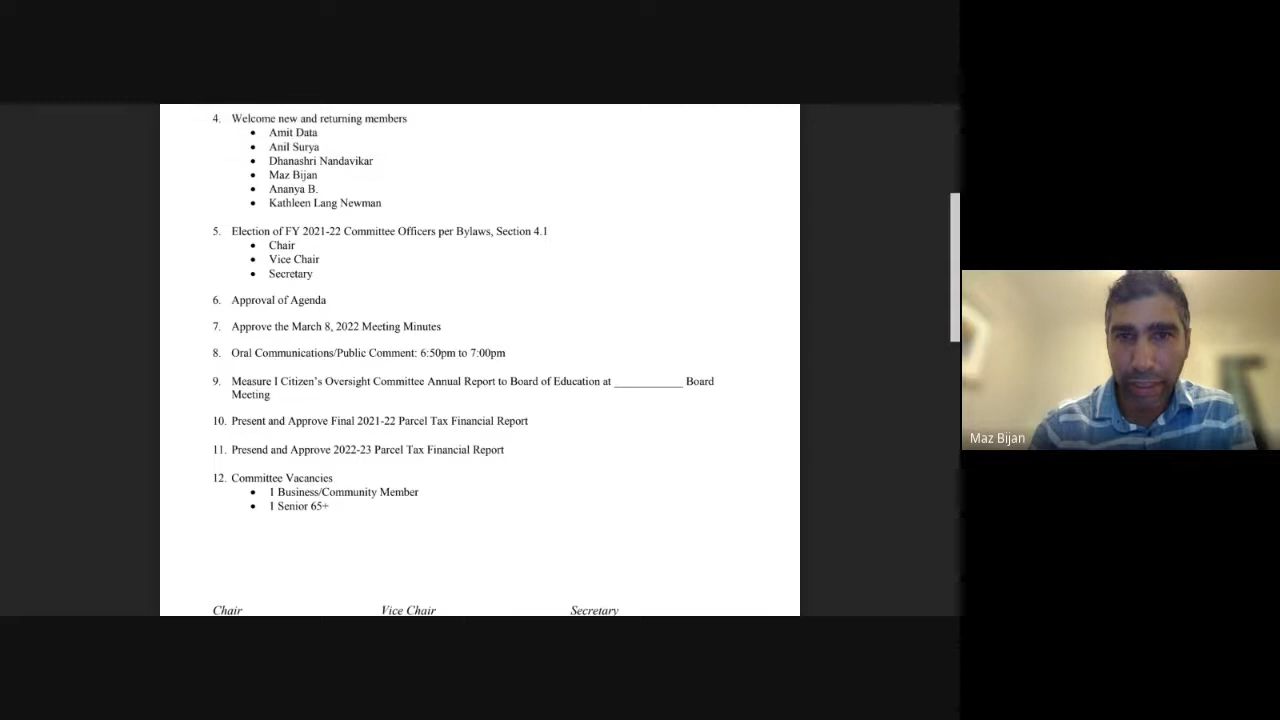 4. Welcome new and returning members
• Amit Data
• Anil Surya
• Dhanashri Nandavikar
• Maz Bijan
• Ananya B.
• Kathleen Lang Newman
5. Election of FY 2021-22 Committee Officers per Bylaws, Section 4.1
• Chair
• Vice Chair
• Secretary
6. Approval of Agenda
7. Approve the March 8, 2022 Meeting Minutes
8. Oral Communications/Public Comment: 6:50pm to 7:00pm
9. Measure I Citizen's Oversight Committee Annual Report to Board of Education at ____________ Board
Meeting
10. Present and Approve Final 2021-22 Parcel Tax Financial Report
11. Presend and Approve 2022-23 Parcel Tax Financial Report
12. Committee Vacancies
• 1 Business/Community Member
• 1 Senior 65+
Chair Vice Chair Secretary
Maz Bijan